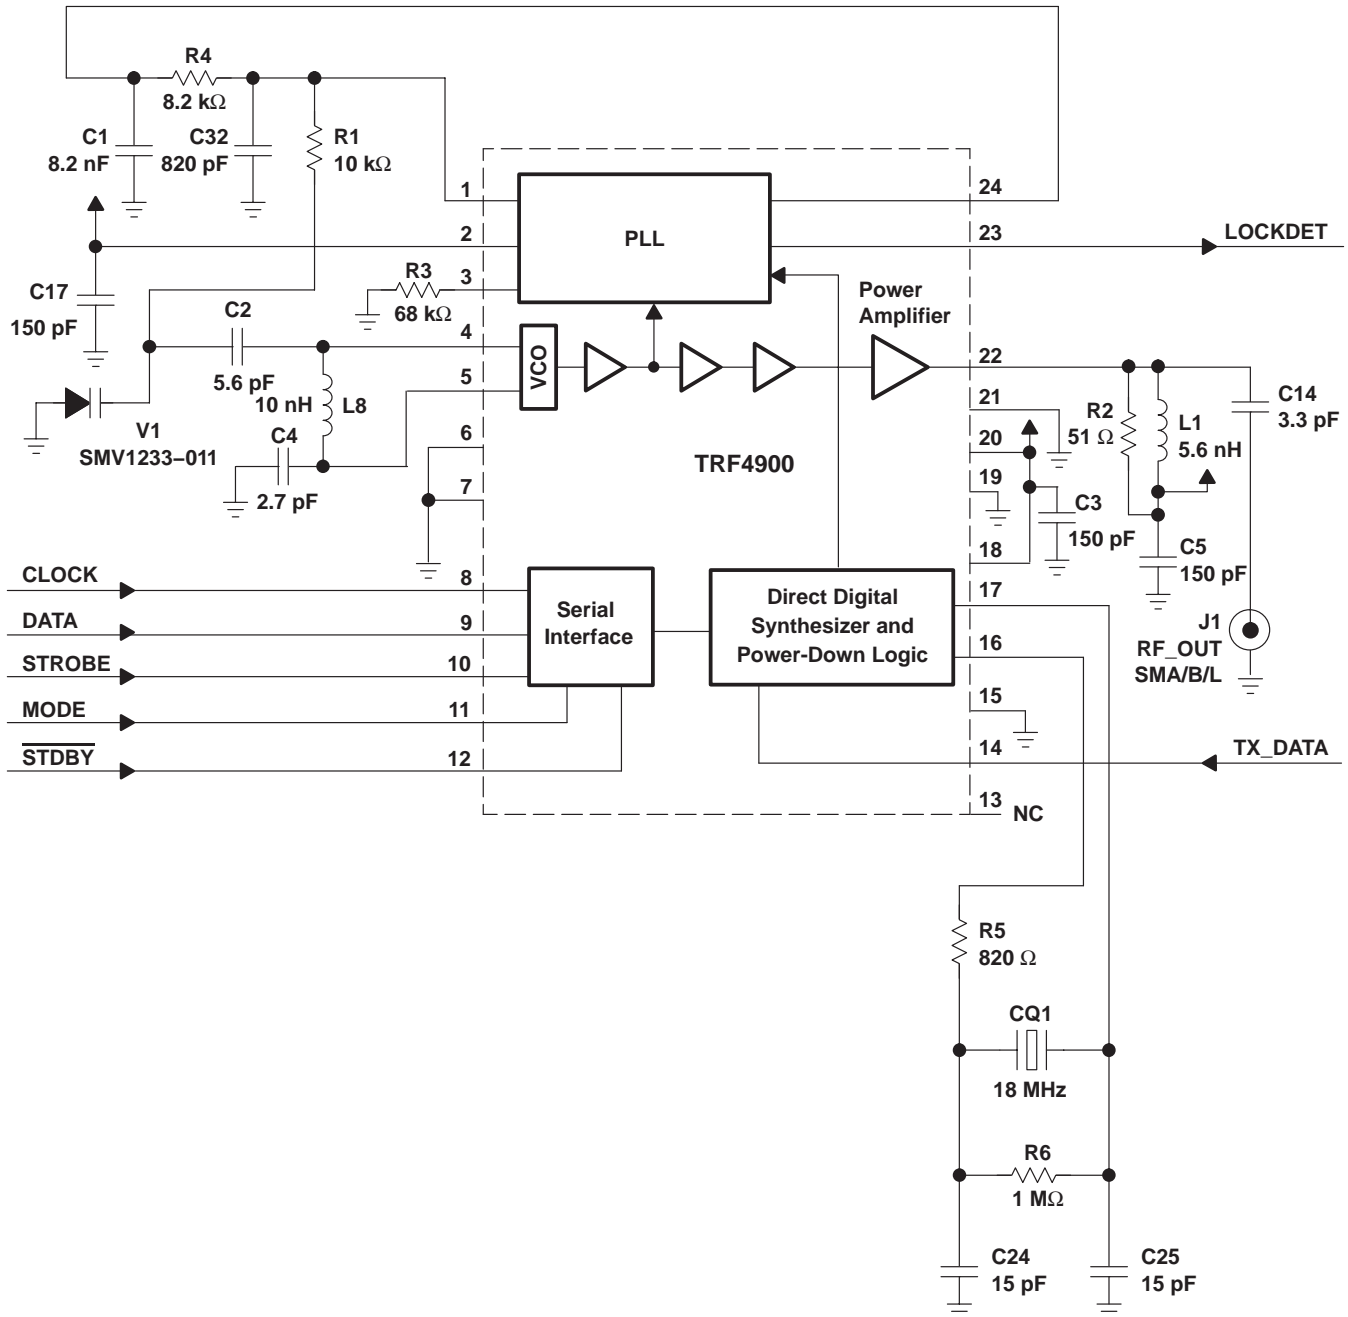 R4
8.2 kΩ
C1
8.2 nF
C32
820 pF
R1
10 kΩ
1
24
PLL
2
23
LOCKDET
R3
3
68 kΩ
C17
150 pF
C2
5.6 pF
4
Power
Amplifier
22
VCO
5
10 nH
L8
21
R2
51 Ω
L1
5.6 nH
C14
3.3 pF
V1
SMV1233–011
C4
2.7 pF
6
20
TRF4900
7
19
C3
150 pF
18
C5
150 pF
CLOCK
8
17
Serial
Interface
Direct Digital
Synthesizer and
Power-Down Logic
DATA
9
J1
RF_OUT
SMA/B/L
STROBE
10
16
MODE
11
15
STDBY
12
14
TX_DATA
13
NC
R5
820 Ω
CQ1
18 MHz
R6
1 MΩ
C24
15 pF
C25
15 pF